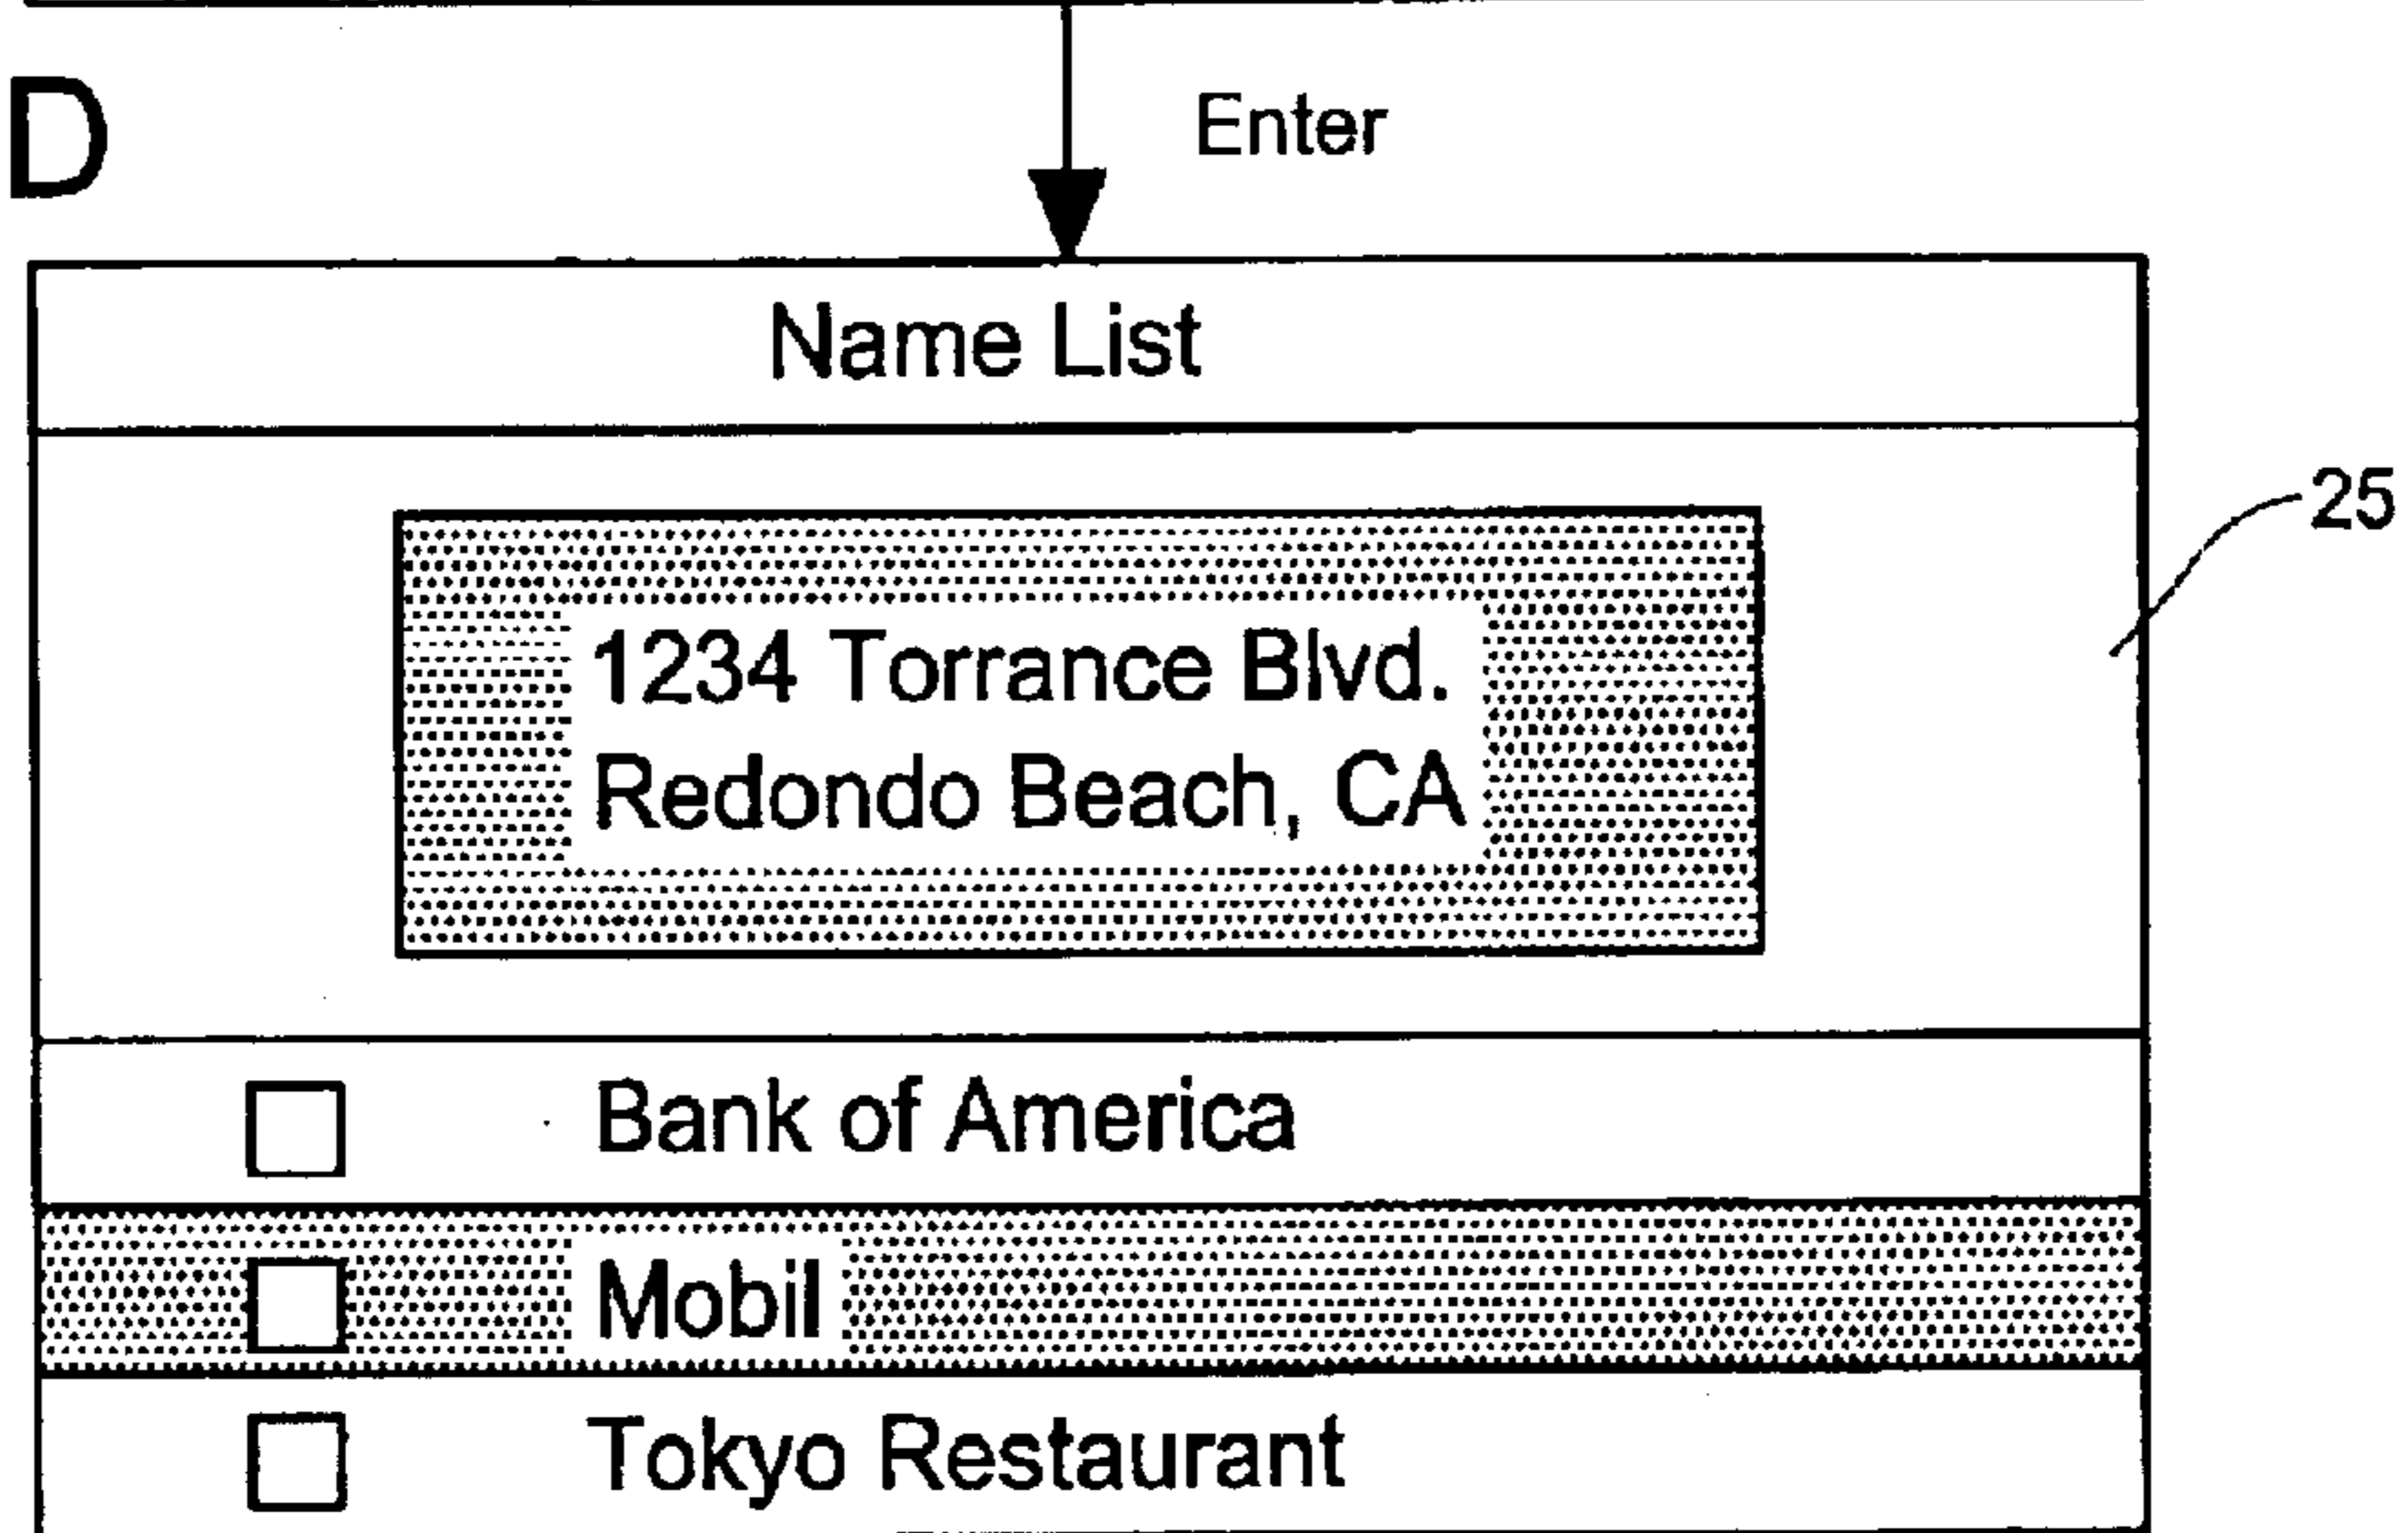 D
Enter
Name List
25
1234 Torrance Blvd.
Redondo Beach, CA
Bank of America
Mobil
Tokyo Restaurant